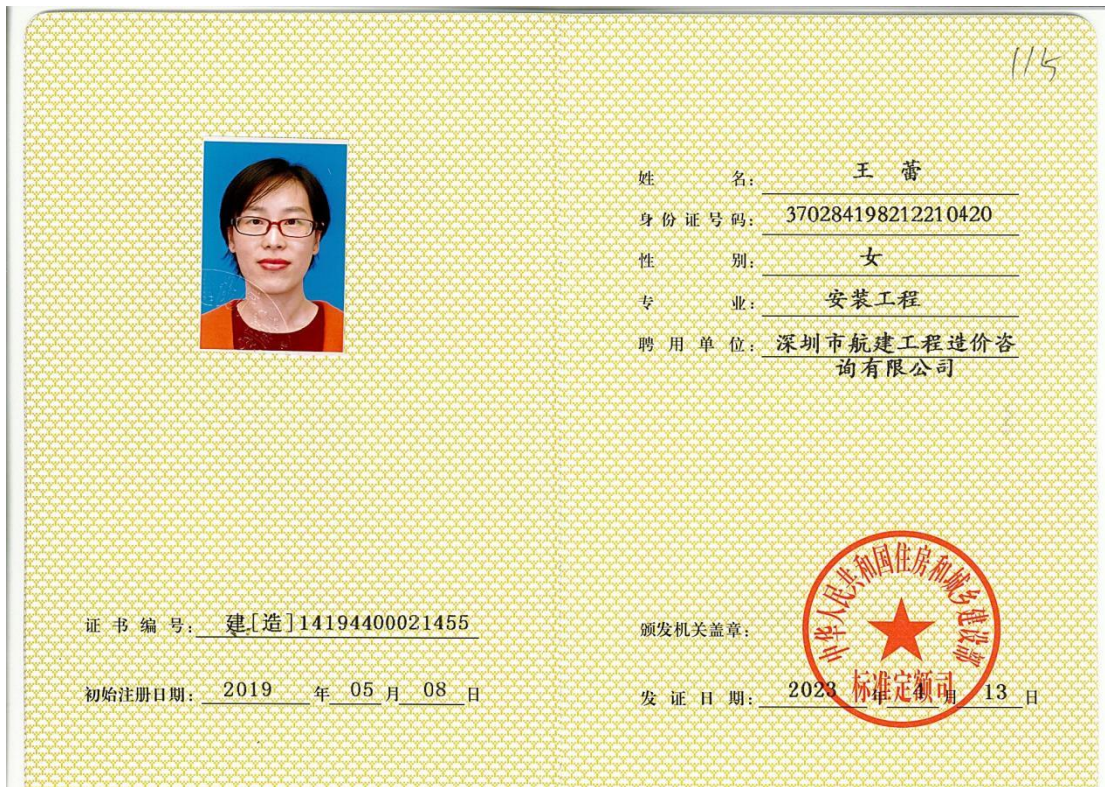 115
姓 名: 王 蕾
身份证号码: 370284198212210420
性 别: 女
专 业: 安装工程
聘用单位: 深圳市航建工程造价咨
询有限公司
证书编号: 建[造]14194400021455
初始注册日期: 2019 年 05 月 08 日
颁发机关盖章:
中华人民共和国住房和城乡建设部
标准定额司
发证日期: 2023 年 4 月 13 日